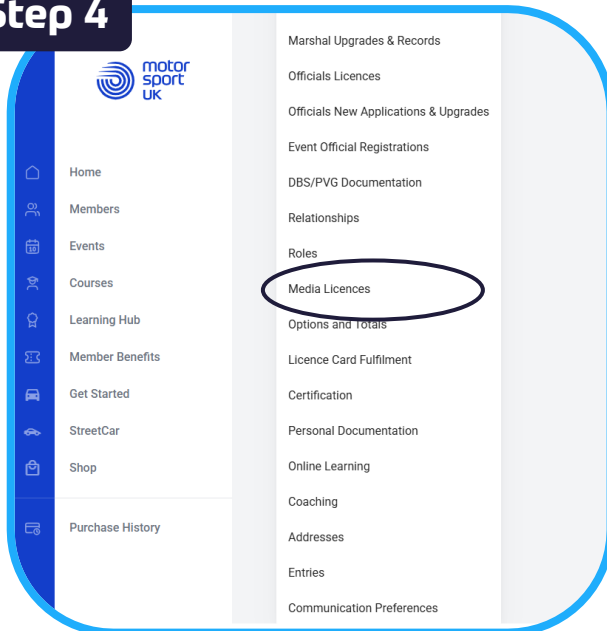 Step 4
motor
sport
UK
Home
Members
Events
10
Courses
Learning Hub
Member Benefits
Get Started
StreetCar
Shop
Purchase History
Marshal Upgrades & Records
Officials Licences
Officials New Applications & Upgrades
Event Official Registrations
DBS/PVG Documentation
Relationships
Roles
Media Licences
Options and Totals
Licence Card Fulfilment
Certification
Personal Documentation
Online Learning
Coaching
Addresses
Entries
Communication Preferences